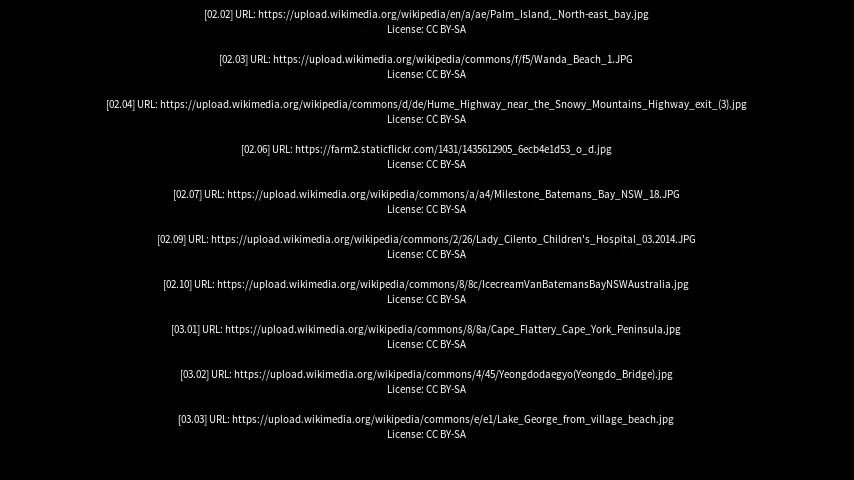 [02.02] URL: https://upload.wikimedia.org/wikipedia/en/a/ae/Palm_Island,_North-east_bay.jpg
License: CC BY-SA
[02.03] URL: https://upload.wikimedia.org/wikipedia/commons/f/f5/Wanda_Beach_1.JPG
License: CC BY-SA
[02.04] URL: https://upload.wikimedia.org/wikipedia/commons/d/de/Hume_Highway_near_the_Snowy_Mountains_Highway_exit_(3).jpg
License: CC BY-SA
[02.06] URL: https://farm2.staticflickr.com/1431/1435612905_6ecb4e1d53_o_d.jpg
License: CC BY-SA
[02.07] URL: https://upload.wikimedia.org/wikipedia/commons/a/a4/Milestone_Batemans_Bay_NSW_18.JPG
License: CC BY-SA
[02.09] URL: https://upload.wikimedia.org/wikipedia/commons/2/26/Lady_Cilento_Children's_Hospital_03.2014.JPG
License: CC BY-SA
[02.10] URL: https://upload.wikimedia.org/wikipedia/commons/8/8c/IcecreamVanBatemansBayNSWAustralia.jpg
License: CC BY-SA
[03.01] URL: https://upload.wikimedia.org/wikipedia/commons/8/8a/Cape_Flattery_Cape_York_Peninsula.jpg
License: CC BY-SA
[03.02] URL: https://upload.wikimedia.org/wikipedia/commons/4/45/Yeongdodaegyo(Yeongdo_Bridge).jpg
License: CC BY-SA
[03.03] URL: https://upload.wikimedia.org/wikipedia/commons/e/e1/Lake_George_from_village_beach.jpg
License: CC BY-SA